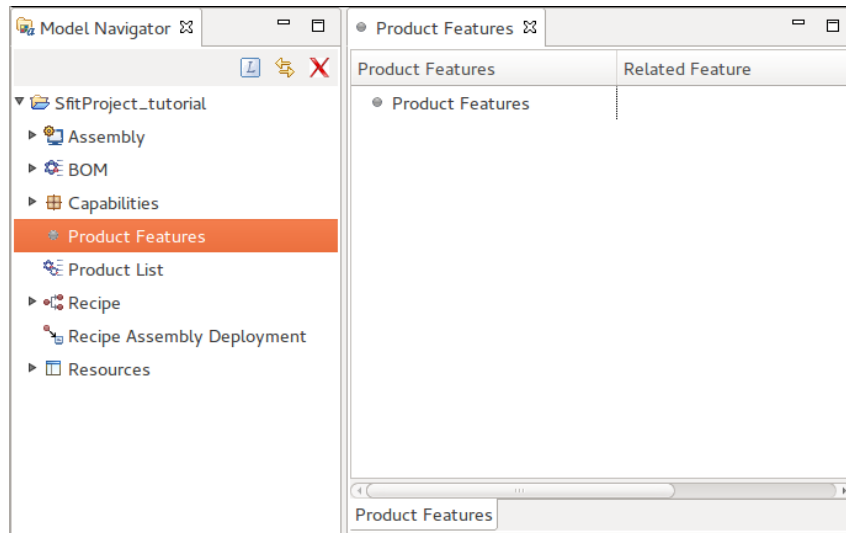 Model Navigator
L
SfitProject_tutorial
Assembly
BOM
Capabilities
Product Features
Product List
Recipe
Recipe Assembly Deployment
Resources
Product Features
Product Features Related Feature
Product Features
Product Features